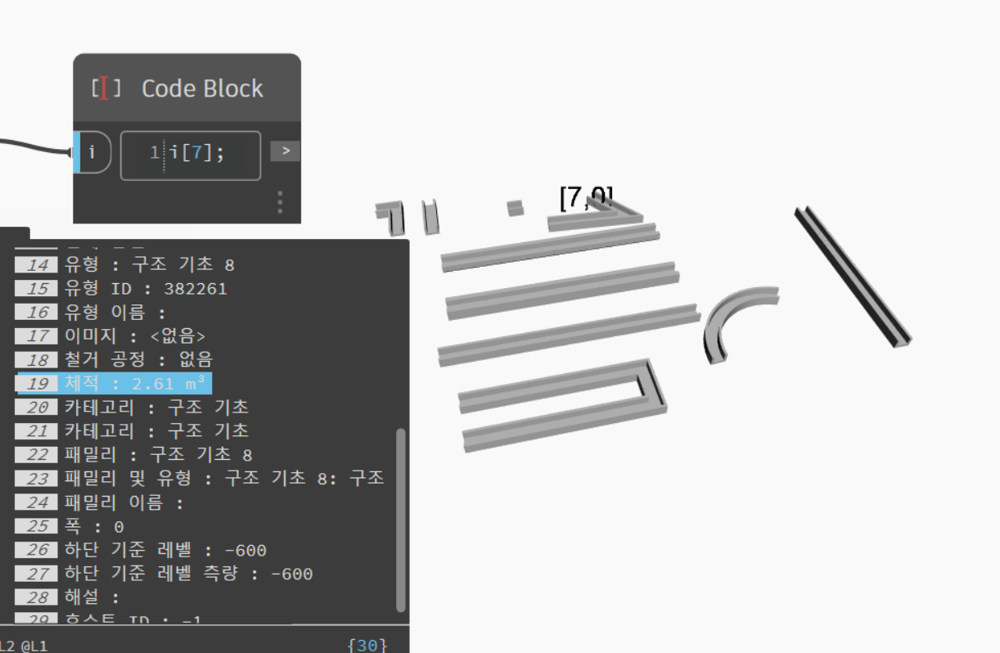 Code Block
i
1 i[7];
>
[7,0]
14 유형 : 구조 기초 8
15 유형 ID : 382261
16 유형 이름 :
17 이미지 : <없음>
18 철거 공정 : 없음
19 체적 : 2.61 m³
20 카테고리 : 구조 기초
21 카테고리 : 구조 기초
22 패밀리 : 구조 기초 8
23 패밀리 및 유형 : 구조 기초 8: 구조
24 패밀리 이름 :
25 폭 : 0
26 하단 기준 레벨 : -600
27 하단 기준 레벨 측량 : -600
28 해설 :
29 호스트 ID : -1
L2 @L1
{30}